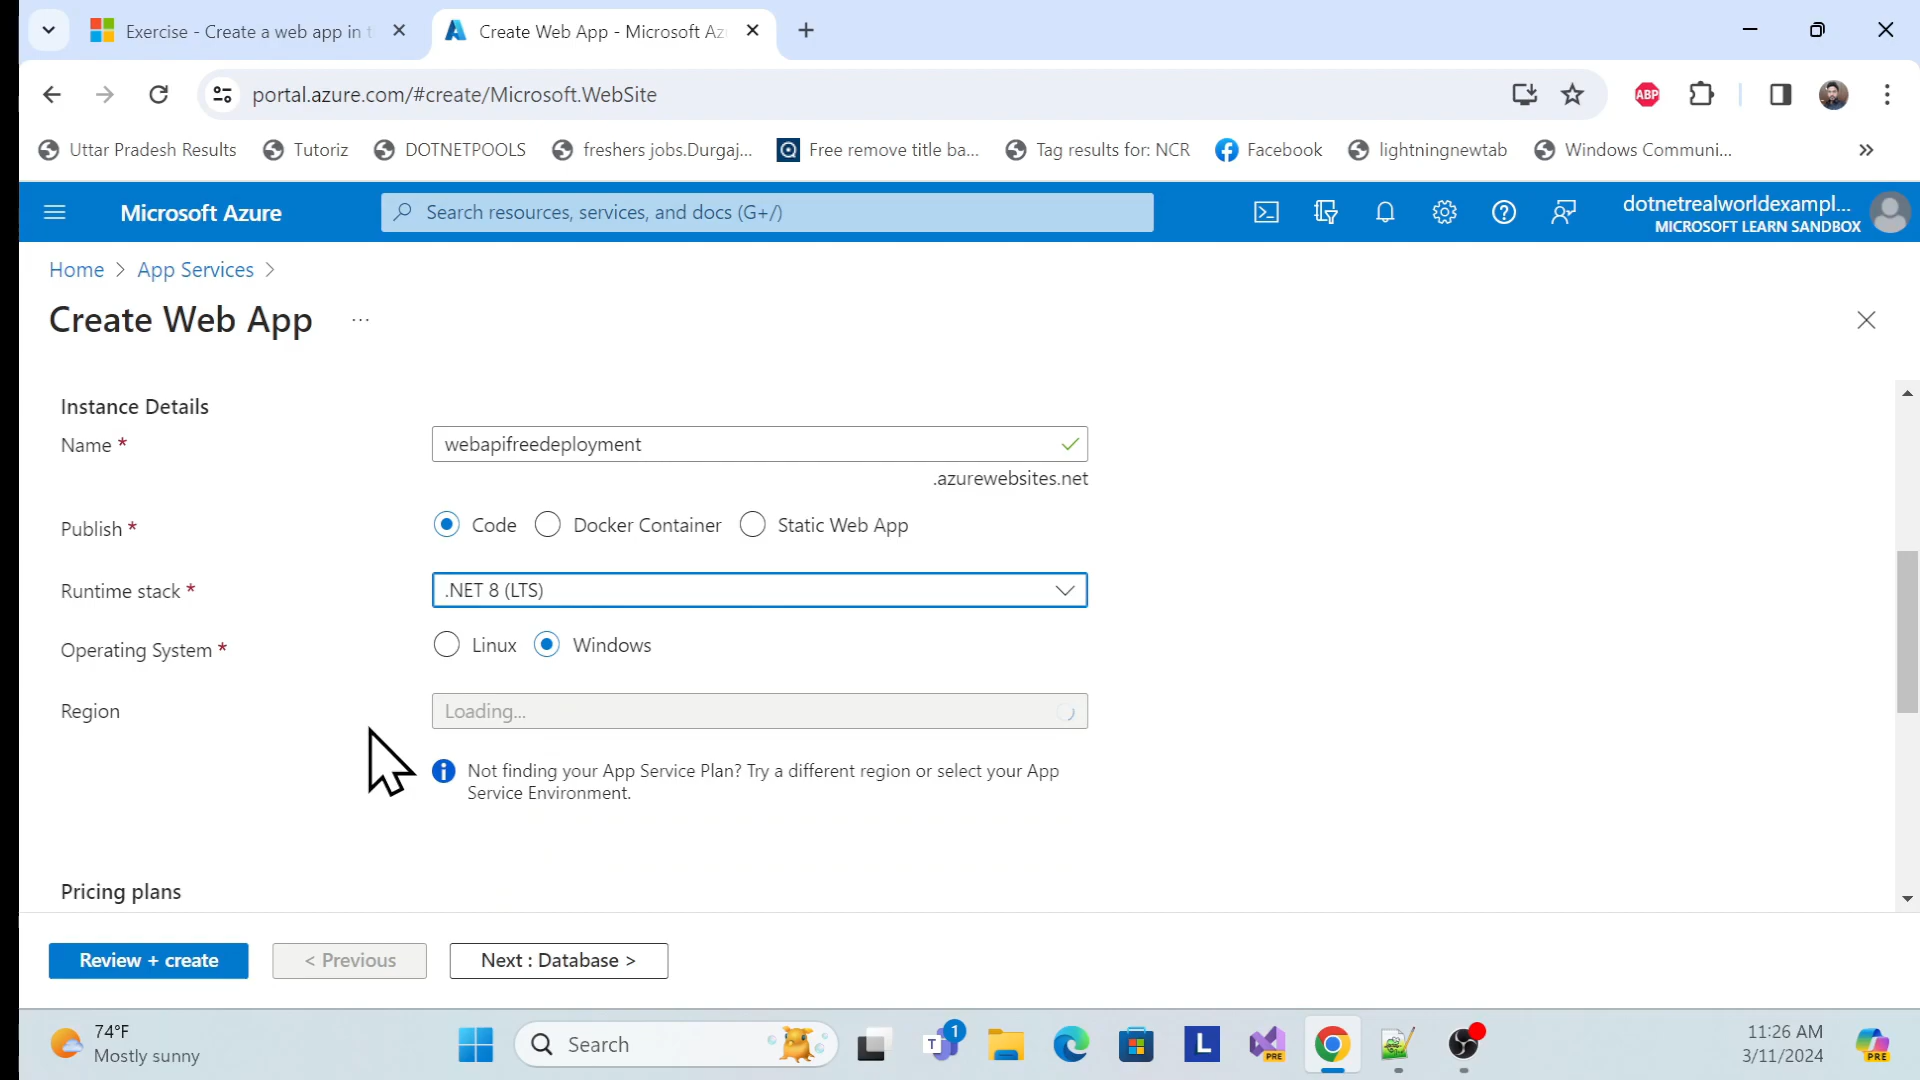 Exercise - Create a web app in t
Create Web App - Microsoft Az
portal.azure.com/#create/Microsoft.WebSite
ABP
Uttar Pradesh Results
Tutoriz
DOTNETPOOLS
freshers jobs.Durgaj...
Free remove title ba...
Tag results for: NCR
Facebook
lightningnewtab
Windows Communi...
Microsoft Azure
Search resources, services, and docs (G+/)
dotnetrealworldexampl...
MICROSOFT LEARN SANDBOX
Home > App Services >
Create Web App ...
Instance Details
Name *
webapifreedeployment
.azurewebsites.net
Publish *
Code
Docker Container
Static Web App
Runtime stack *
.NET 8 (LTS)
Operating System *
Linux
Windows
Region
Loading...
Not finding your App Service Plan? Try a different region or select your App
Service Environment.
Pricing plans
Review + create
< Previous
Next : Database >
74°F
Mostly sunny
Search
T
1
L
PRE
11:26 AM
3/11/2024
PRE